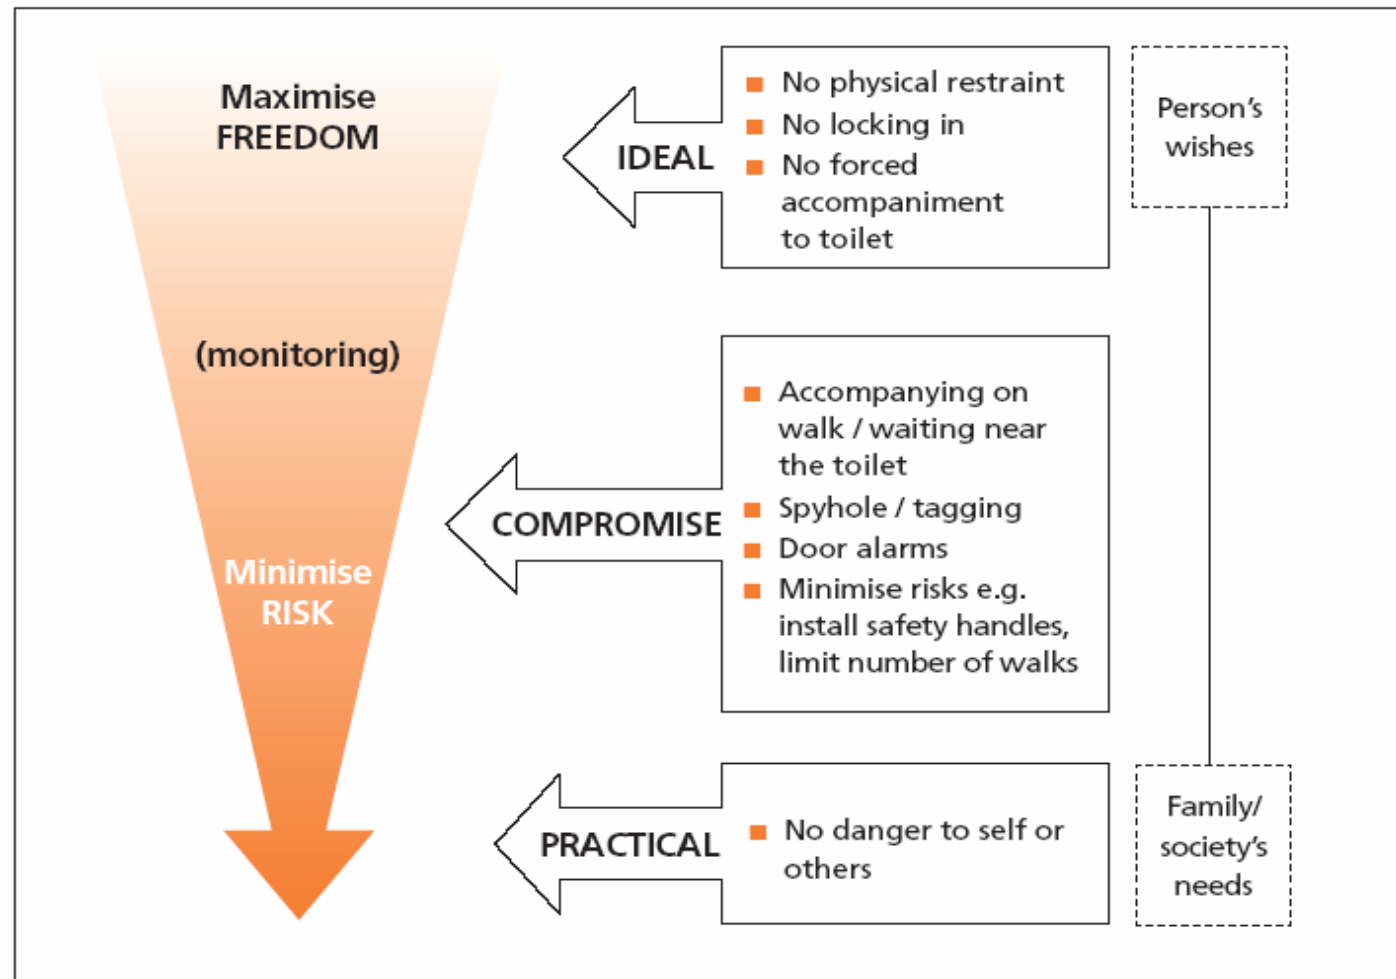 Maximise
FREEDOM
(monitoring)
Minimise
RISK
IDEAL
No physical restraint
No locking in
No forced
accompaniment
to toilet
Person's
wishes
COMPROMISE
Accompanying on
walk / waiting near
the toilet
Spyhole / tagging
Door alarms
Minimise risks e.g.
install safety handles,
limit number of walks
PRACTICAL
No danger to self or
others
Family/
society's
needs